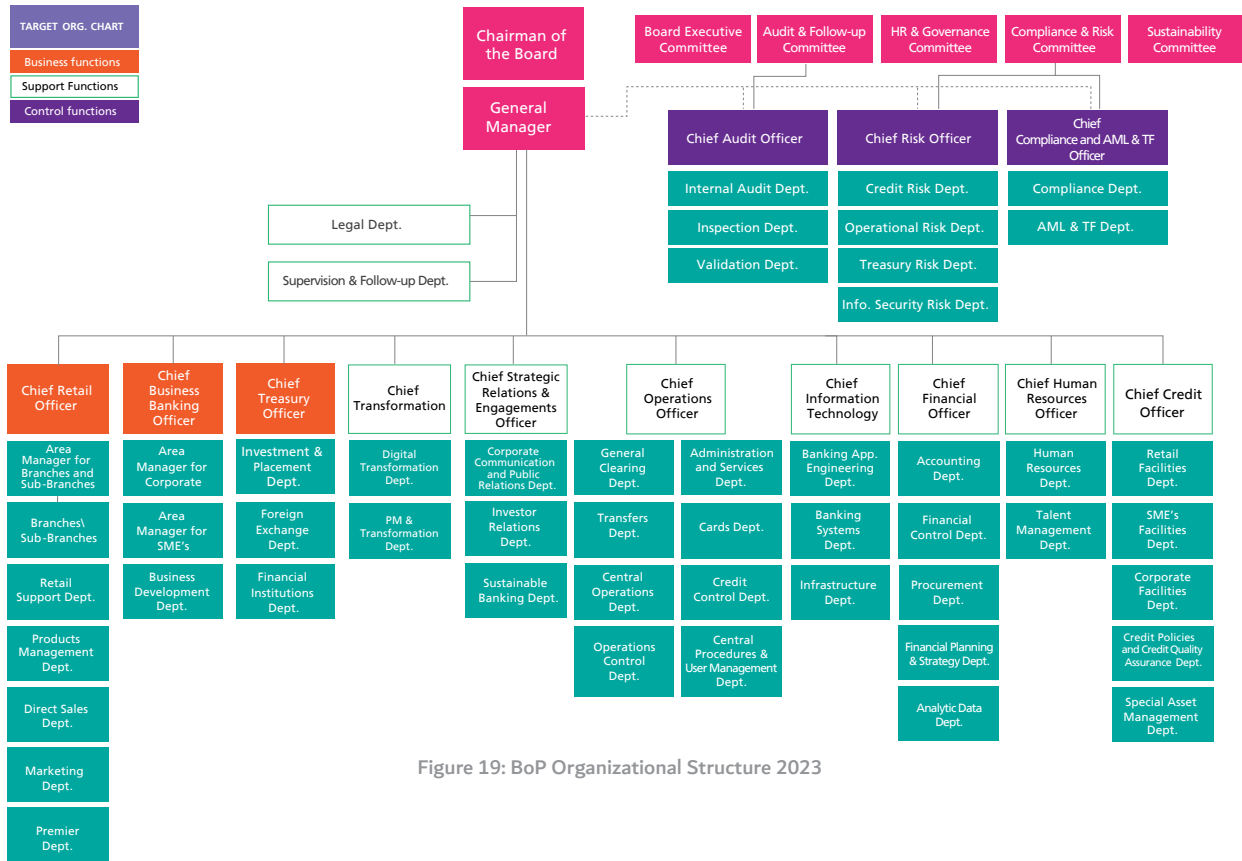 TARGET ORG. CHART
Business functions
Support Functions
Control functions
Chairman of
the Board
General
Manager
Board Executive
Committee
Audit & Follow-up
Committee
HR & Governance
Committee
Compliance & Risk
Committee
Sustainability
Committee
Chief Audit Officer
Internal Audit Dept.
Inspection Dept.
Validation Dept.
Chief Risk Officer
Credit Risk Dept.
Operational Risk Dept.
Treasury Risk Dept.
Info. Security Risk Dept.
Chief
Compliance and AML & TF
Officer
Compliance Dept.
AML & TF Dept.
Legal Dept.
Supervision & Follow-up Dept.
Chief Retail
Officer
Area
Manager for
Branches and
Sub-Branches
Branches\
Sub-Branches
Retail
Support Dept.
Products
Management
Dept.
Direct Sales
Dept.
Marketing
Dept.
Premier
Dept.
Chief
Business
Banking
Officer
Area
Manager for
Corporate
Area
Manager for
SME's
Business
Development
Dept.
Chief
Treasury
Officer
Investment &
Placement
Dept.
Foreign
Exchange
Dept.
Financial
Institutions
Dept.
Chief
Transformation
Digital
Transformation
Dept.
PM &
Transformation
Dept.
Chief Strategic
Relations &
Engagements
Officer
Corporate
Communication
and Public
Relations Dept.
Investor
Relations
Dept.
Sustainable
Banking Dept.
Chief
Operations
Officer
General
Clearing
Dept.
Transfers
Dept.
Central
Operations
Dept.
Operations
Control
Dept.
Administration
and Services
Dept.
Cards Dept.
Credit
Control Dept.
Central
Procedures &
User Management
Dept.
Chief
Information
Technology
Banking App.
Engineering
Dept.
Banking
Systems
Dept.
Infrastructure
Dept.
Chief
Financial
Officer
Accounting
Dept.
Financial
Control Dept.
Procurement
Dept.
Financial Planning
& Strategy Dept.
Analytic Data
Dept.
Chief Human
Resources
Officer
Human
Resources
Dept.
Talent
Management
Dept.
Chief Credit
Officer
Retail
Facilities
Dept.
SME's
Facilities
Dept.
Corporate
Facilities
Dept.
Credit Policies
and Credit Quality
Assurance Dept.
Special Asset
Management
Dept.
Figure 19: BoP Organizational Structure 2023